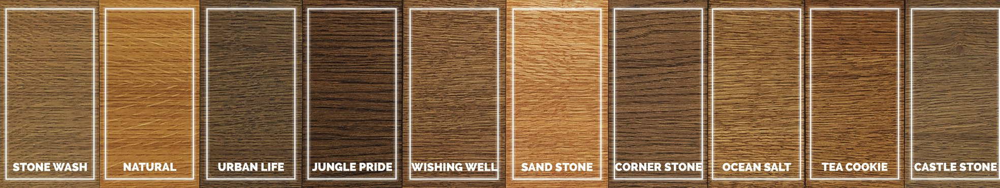 STONE WASH
NATURAL
URBAN LIFE
JUNGLE PRIDE
WISHING WELL
SAND STONE
CORNER STONE
OCEAN SALT
TEA COOKIE
CASTLE STONE